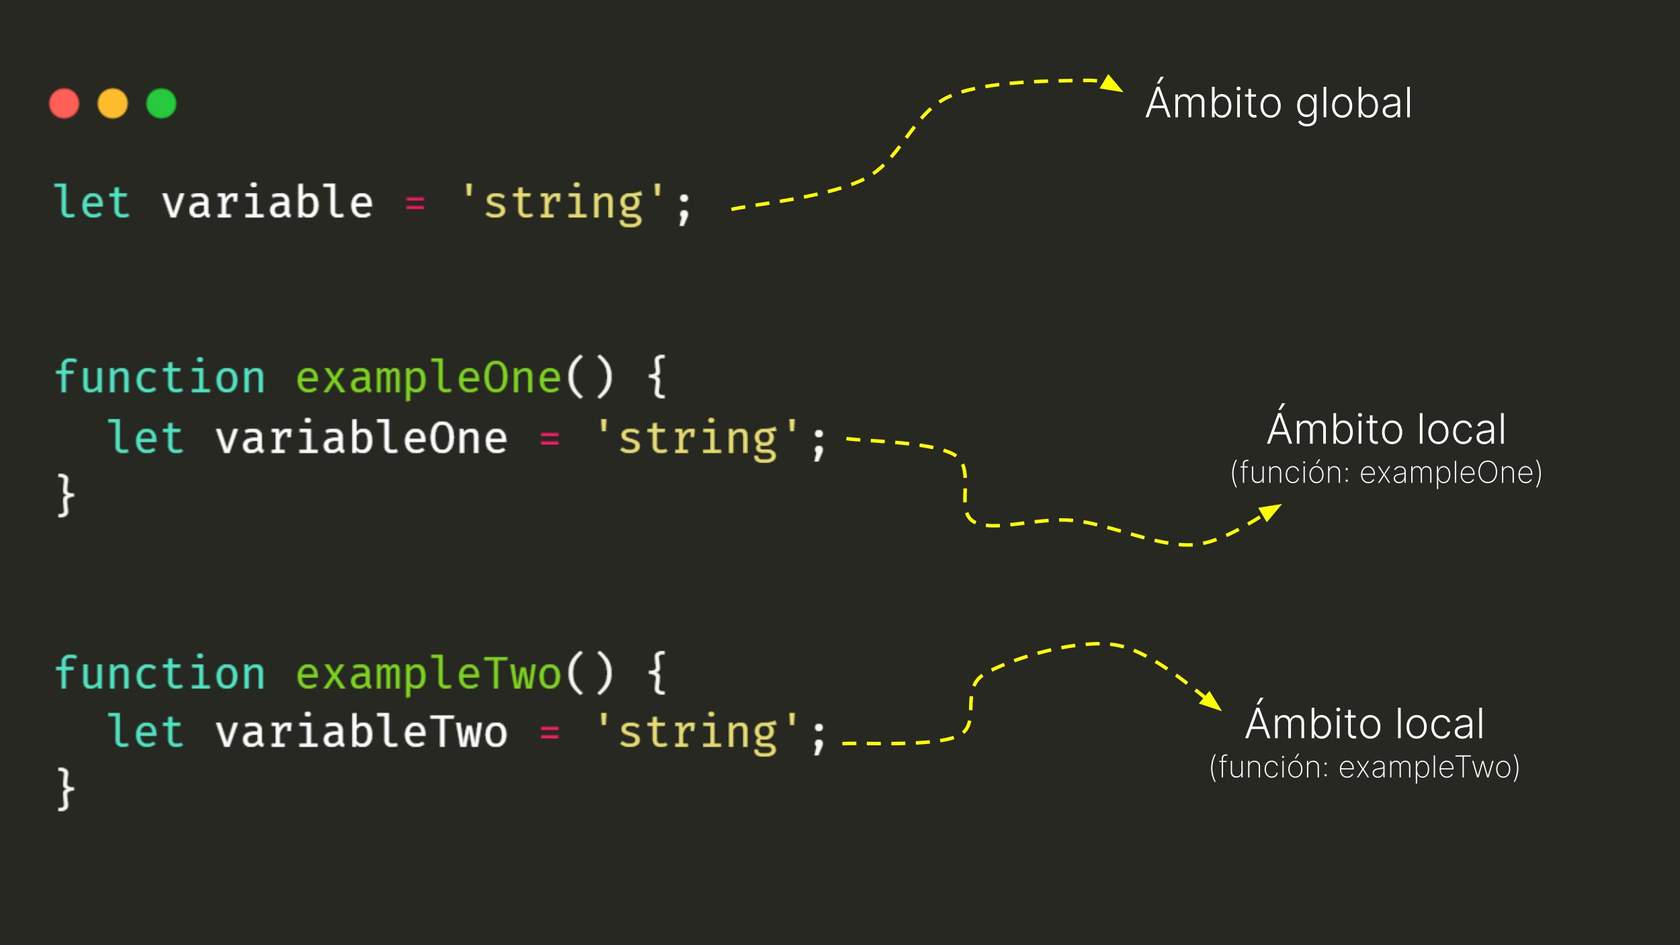 Ámbito global
let variable = 'string';
function exampleOne() {
let variableOne = 'string';
}
Ámbito local
(función: exampleOne)
function exampleTwo() {
let variableTwo = 'string';
}
Ámbito local
(función: exampleTwo)